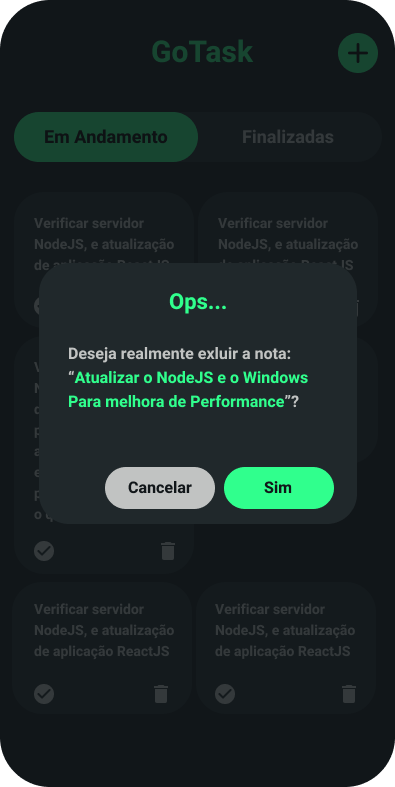 GoTask
Em Andamento
Finalizadas
Verificar servidor
NodeJS, e atualização
de aplicação ReactJS
Verificar servidor
NodeJS, e atualização
de aplicação ReactJS
Ops...
Deseja realmente exluir a nota:
“Atualizar o NodeJS e o Windows
Para melhora de Performance”?
Cancelar
Sim
Verificar servidor
NodeJS, e atualização
de aplicação ReactJS
Verificar servidor
NodeJS, e atualização
de aplicação ReactJS